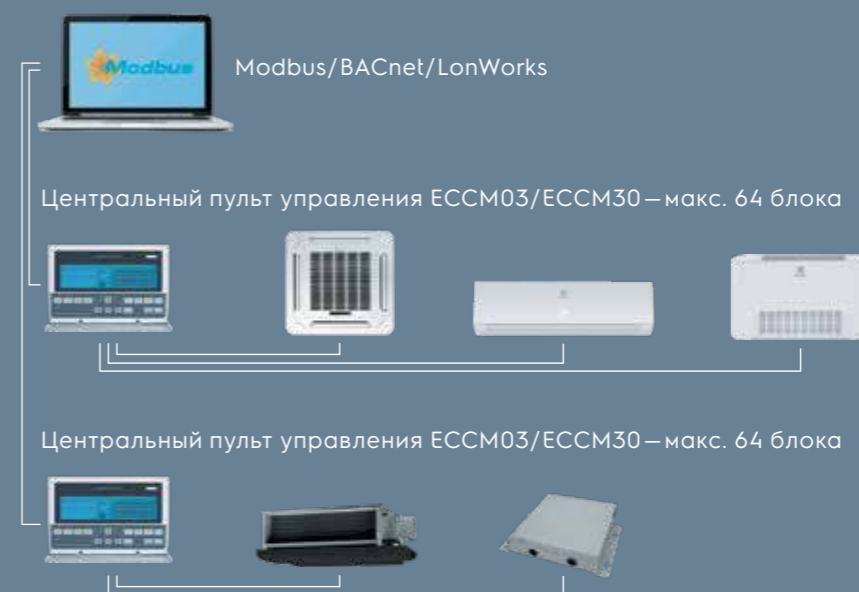 Modbus
Modbus/BACnet/LonWorks
Центральный пульт управления ECCM03/ECCM30—макс. 64 блока
Центральный пульт управления ECCM03/ECCM30—макс. 64 блока